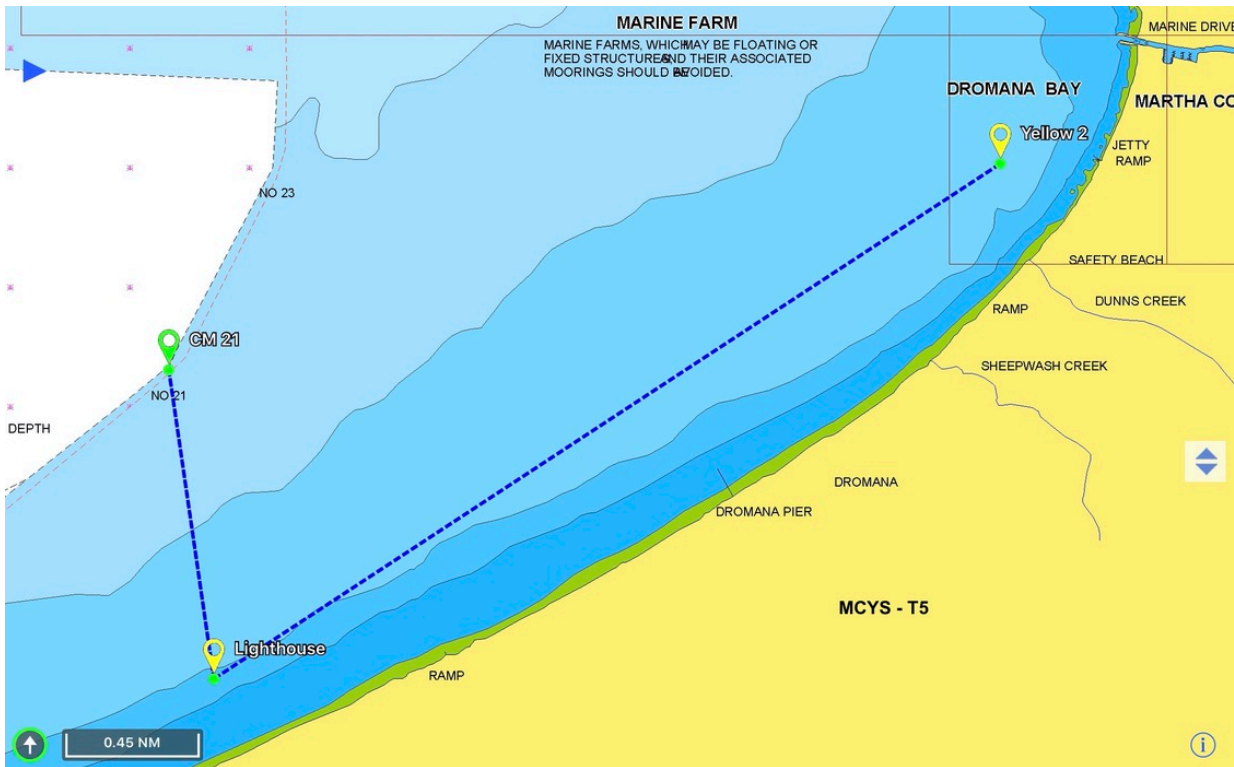 MARINE FARM
MARINE DRIVE
MARINE FARMS, WHICH MAY BE FLOATING OR
FIXED STRUCTURES AND THEIR ASSOCIATED
MOORINGS SHOULD BE AVOIDED.
DROMANA BAY
MARTHA CO
Yellow 2
JETTY
RAMP
NO 23
SAFETY BEACH
DUNNS CREEK
RAMP
CM 21
SHEEPWASH CREEK
NO 21
DEPTH
DROMANA
DROMANA PIER
MCYS - T5
Lighthouse
RAMP
0.45 NM
i